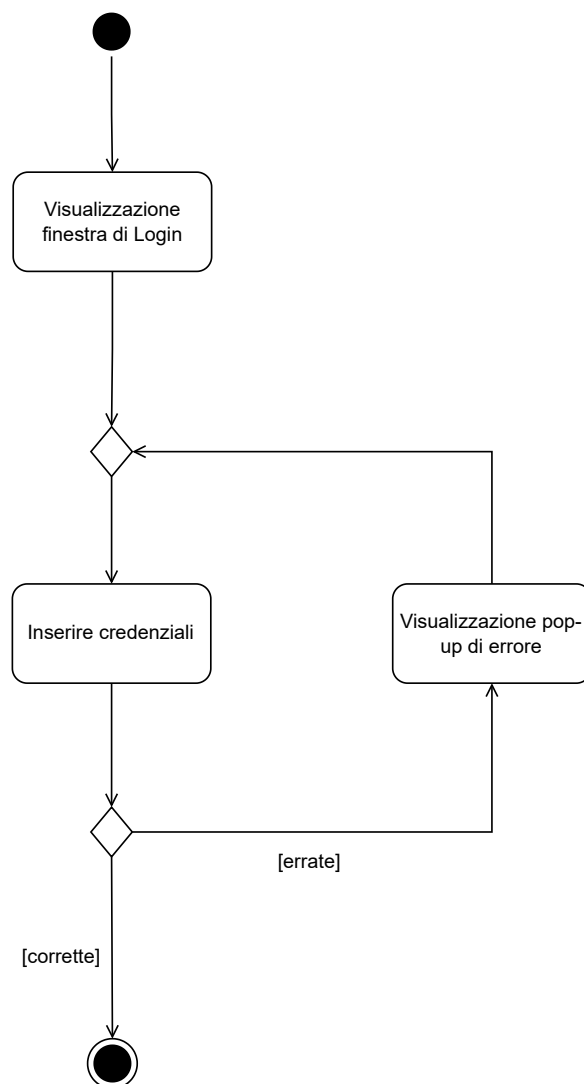 Visualizzazione
finestra di Login
Inserire credenziali
Visualizzazione pop-
up di errore
[errate]
[corrette]